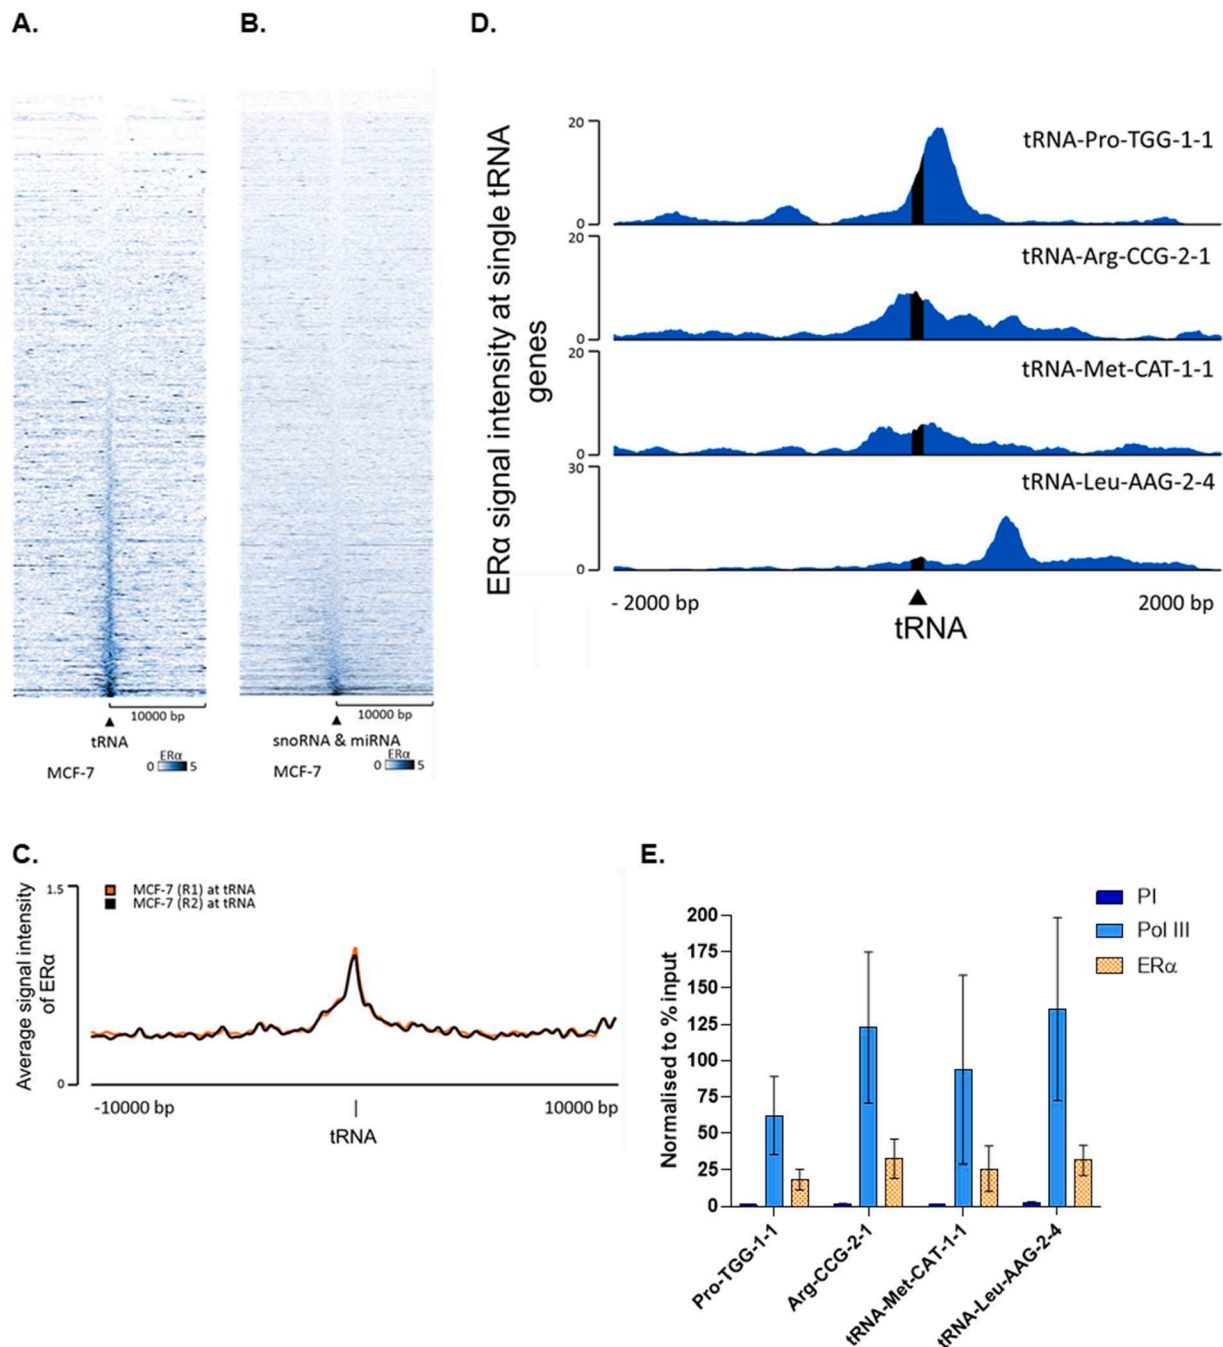 A.
B.
D.
10000 bp
tRNA
ERα
0 5
MCF-7
10000 bp
snoRNA & miRNA
ERα
0 5
MCF-7
ERα signal intensity at single tRNA
genes
20
0
tRNA-Pro-TGG-1-1
20
0
tRNA-Arg-CCG-2-1
20
0
tRNA-Met-CAT-1-1
30
0
tRNA-Leu-AAG-2-4
- 2000 bp
2000 bp
tRNA
C.
Average signal intensity
of ERα
1.5
0
MCF-7 (R1) at tRNA
MCF-7 (R2) at tRNA
-10000 bp
10000 bp
tRNA
E.
Normalised to % input
200
175
150
125
100
75
50
25
0
PI
Pol III
ERα
Pro-TGG-1-1
Arg-CCG-2-1
tRNA-Met-CAT-1-1
tRNA-Leu-AAG-2-4